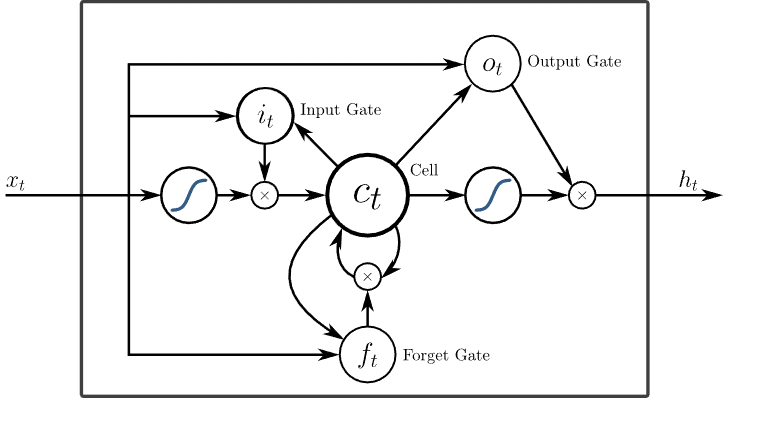 o_t Output Gate
i_t Input Gate
Cell
x_t
×
c_t
×
h_t
×
f_t Forget Gate